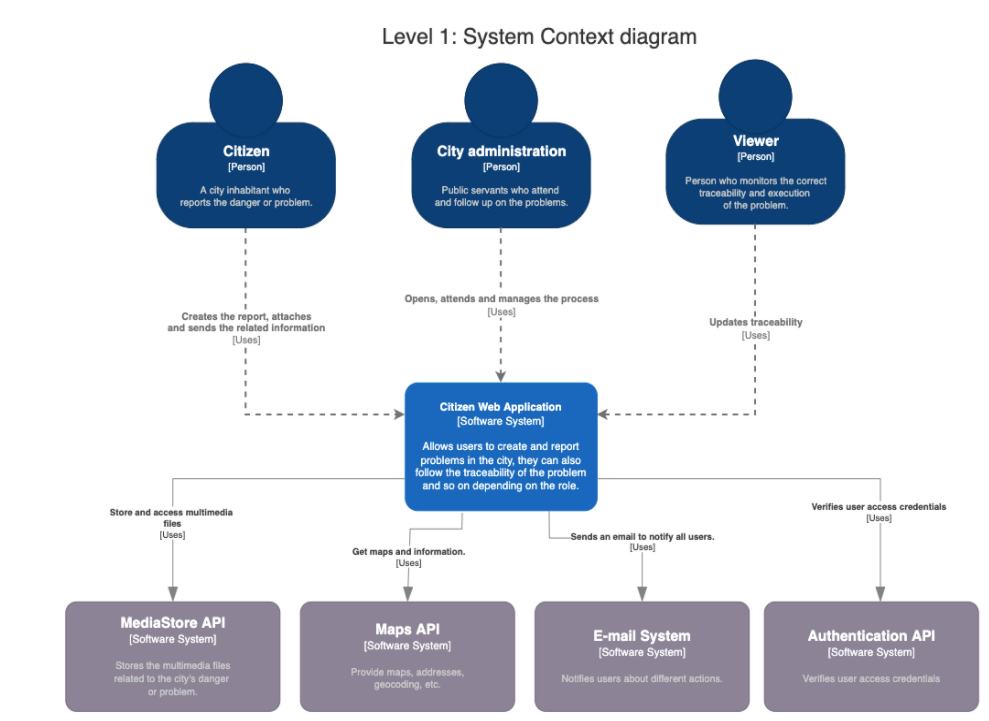 Level 1: System Context diagram
Citizen
[Person]
A city inhabitant who
reports the danger or problem.
City administration
[Person]
Public servants who attend
and follow up on the problems.
Viewer
[Person]
Person who monitors the correct
traceability and execution
of the problem.
Creates the report, attaches
and sends the related information
[Uses]
Opens, attends and manages the process
[Uses]
Updates traceability
[Uses]
Citizen Web Application
[Software System]
Allows users to create and report
problems in the city, they can also
follow the traceability of the problem
and so on depending on the role.
Store and access multimedia
files
[Uses]
Get maps and information.
[Uses]
Sends an email to notify all users.
[Uses]
Verifies user access credentials
[Uses]
MediaStore API
[Software System]
Stores the multimedia files
related to the city's danger
or problem.
Maps API
[Software System]
Provide maps, addresses,
geocoding, etc.
E-mail System
[Software System]
Notifies users about different actions.
Authentication API
[Software System]
Verifies user access credentials